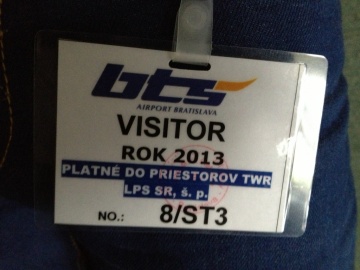 bts
AIRPORT BRATISLAVA
VISITOR
ROK 2013
PLATNÉ DO PRIESTOROV TWR
LPS SR, š. p.
NO.: 8/ST3